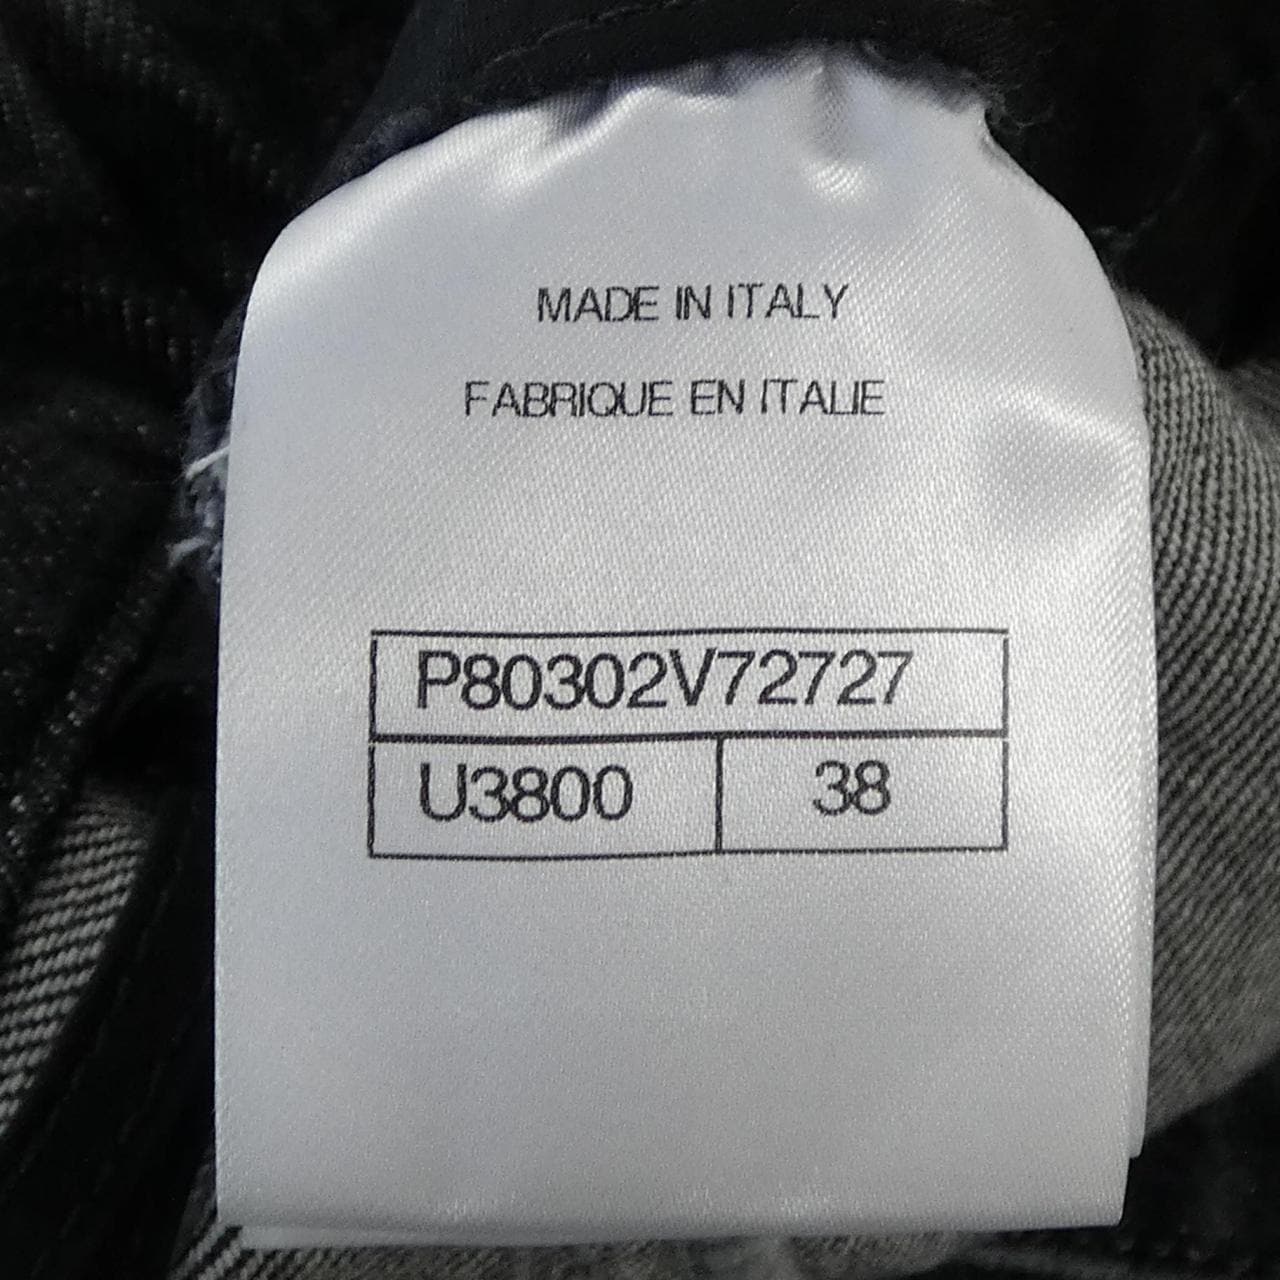 MADE IN ITALY
FABRIQUE EN ITALIE
P80302V72727
U3800 38